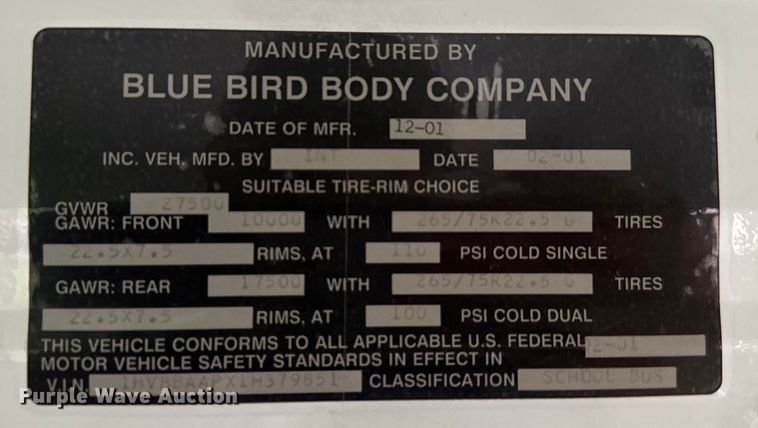 MANUFACTURED BY
BLUE BIRD BODY COMPANY
DATE OF MFR. 12-01
INC. VEH. MFD. BY INT DATE 02-01
SUITABLE TIRE-RIM CHOICE
GVWR 27500
GAWR: FRONT 10000 WITH 265/75R22.5 G TIRES
22.5X7.5 RIMS, AT 110 PSI COLD SINGLE
GAWR: REAR 17500 WITH 265/75R22.5 G TIRES
22.5X7.5 RIMS, AT 100 PSI COLD DUAL
THIS VEHICLE CONFORMS TO ALL APPLICABLE U.S. FEDERAL 02-01
MOTOR VEHICLE SAFETY STANDARDS IN EFFECT IN
V.I.N. 1HVBBAAPX1H379851 CLASSIFICATION SCHOOL BUS
Purple Wave Auction